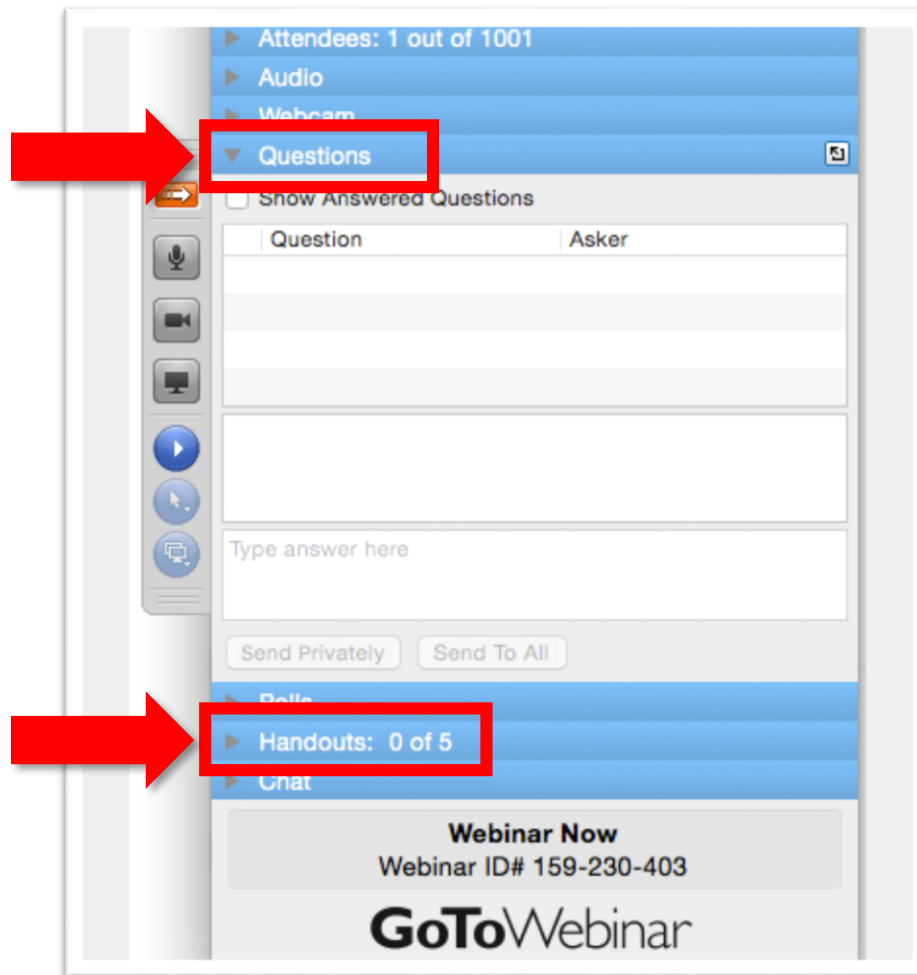 Attendees: 1 out of 1001
Audio
Webcam
Questions
Show Answered Questions
Question Asker
Type answer here
Send Privately Send To All
Polls
Handouts: 0 of 5
Chat
Webinar Now
Webinar ID# 159-230-403
GoToWebinar